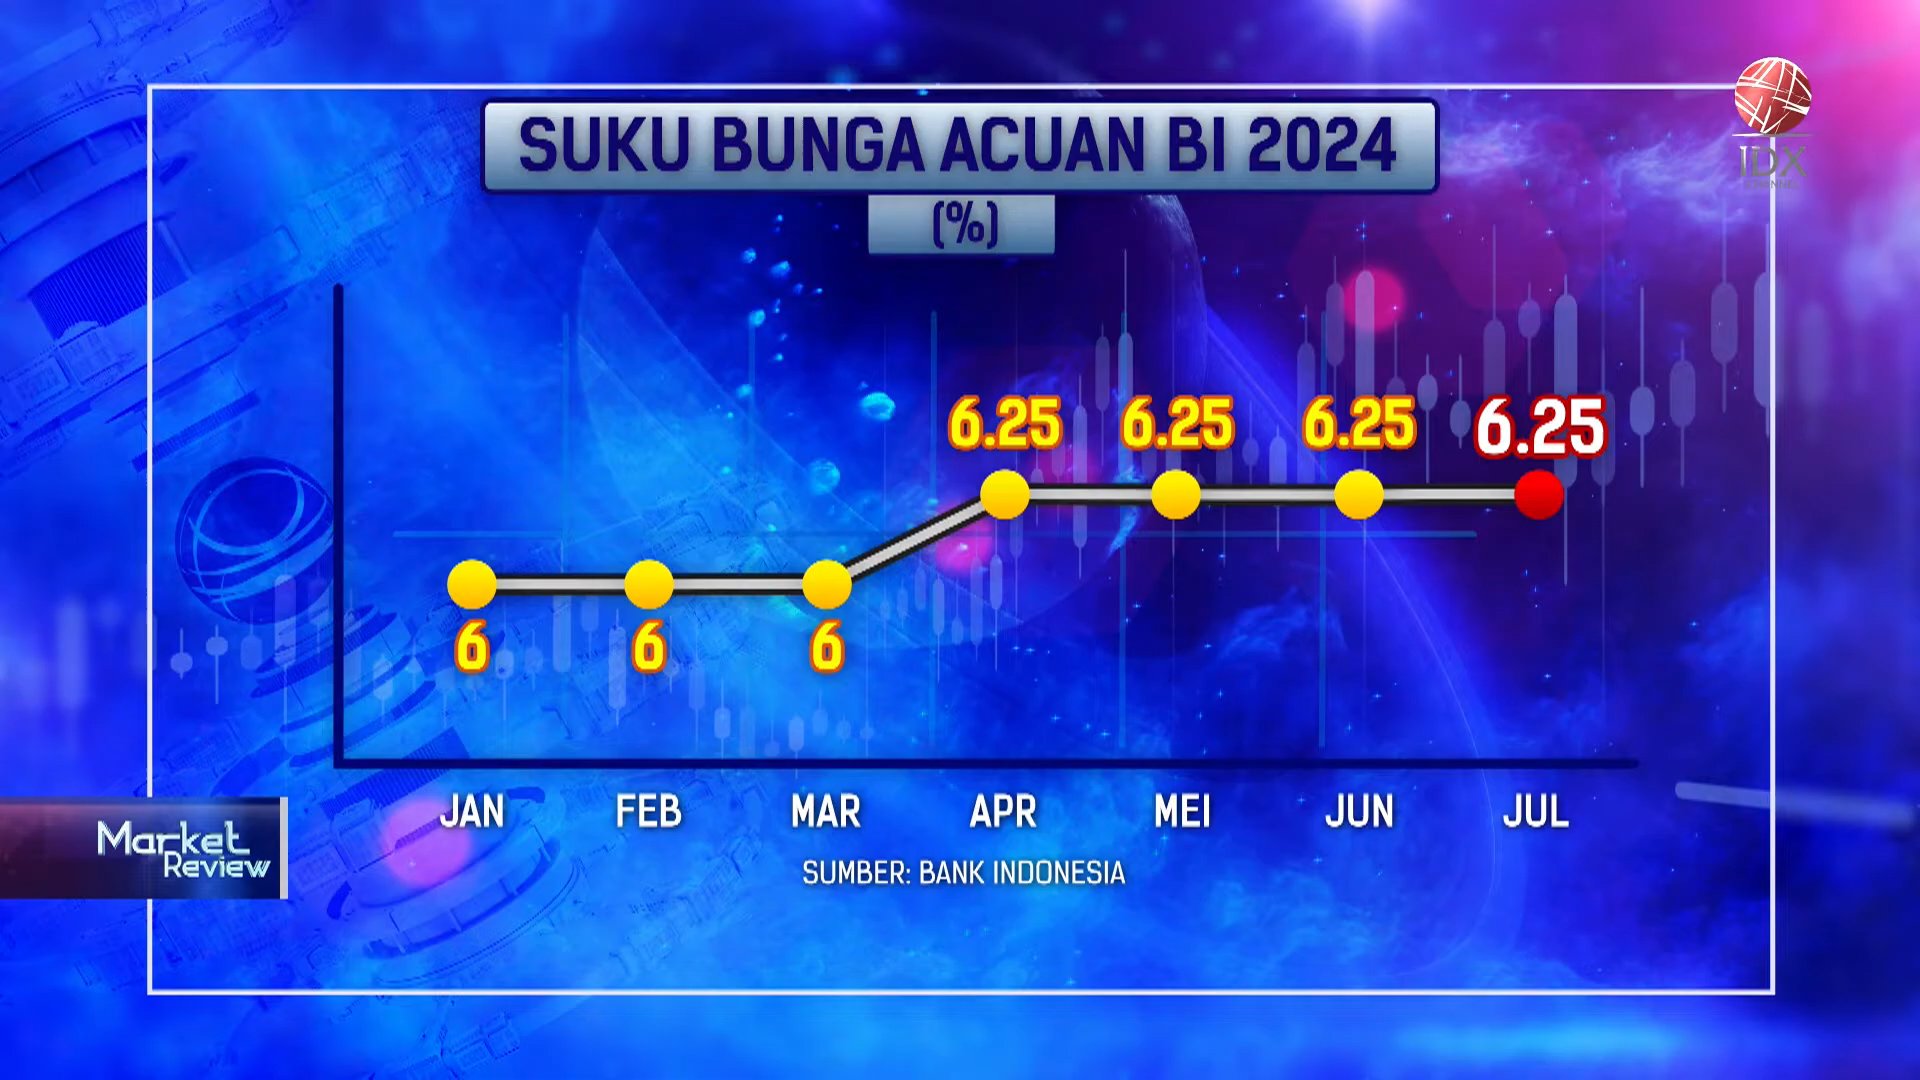 SUKU BUNGA ACUAN BI 2024
(%)
IDX
CHANNEL
6.25 6.25 6.25 6.25
6 6 6
JAN FEB MAR APR MEI JUN JUL
Market
Review
SUMBER: BANK INDONESIA